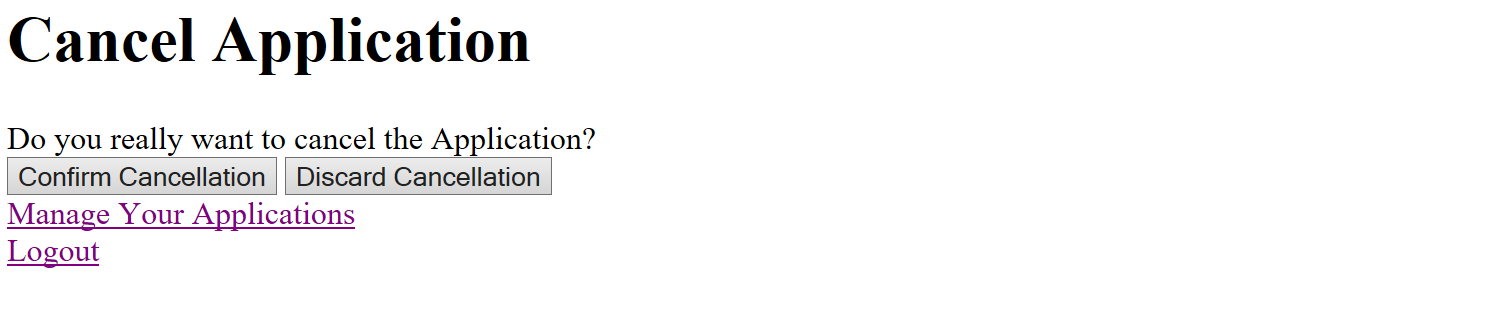 Cancel Application
Do you really want to cancel the Application?
Confirm Cancellation Discard Cancellation
Manage Your Applications
Logout